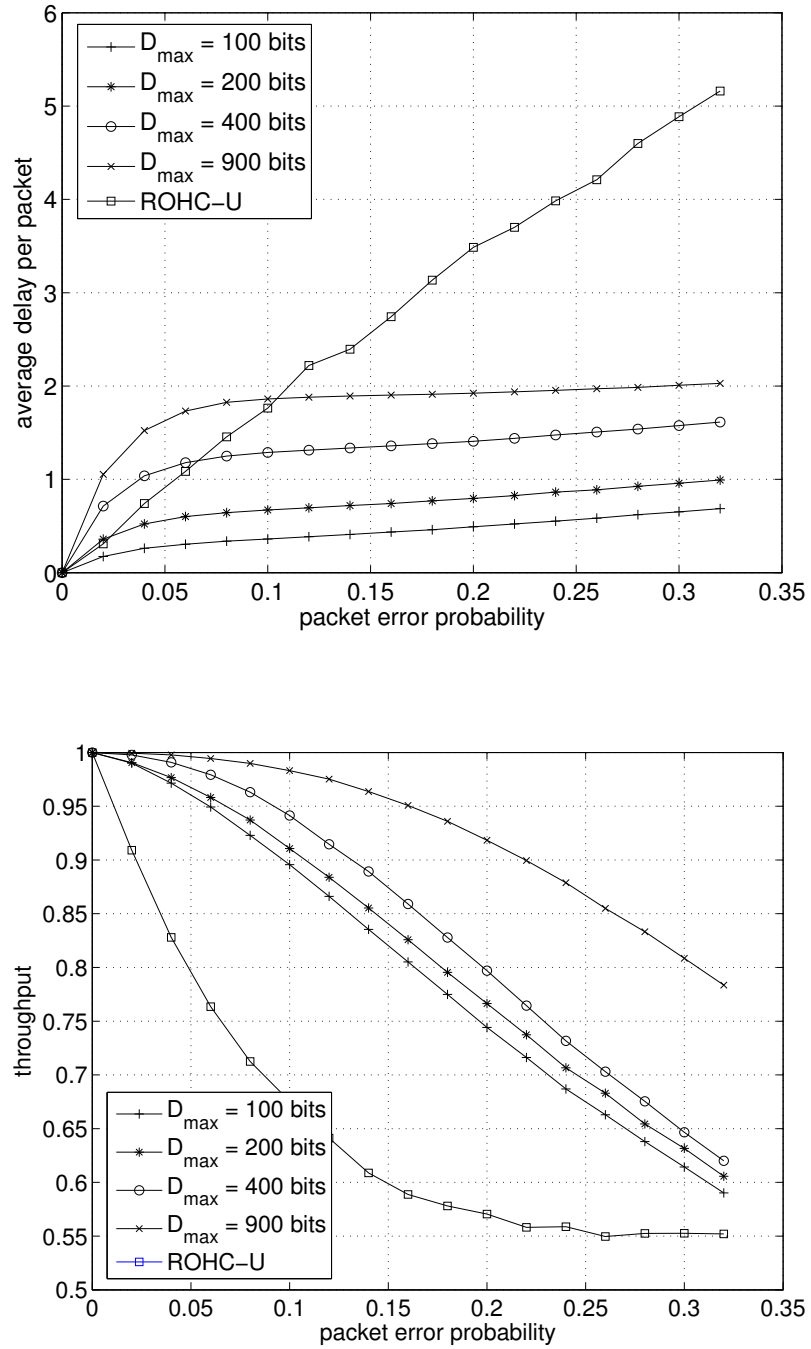 6
5
4
3
2
1
0
average delay per packet
D_max = 100 bits
D_max = 200 bits
D_max = 400 bits
D_max = 900 bits
ROHC-U
0 0.05 0.1 0.15 0.2 0.25 0.3 0.35
packet error probability
1
0.95
0.9
0.85
0.8
0.75
0.7
0.65
0.6
0.55
0.5
throughput
D_max = 100 bits
D_max = 200 bits
D_max = 400 bits
D_max = 900 bits
ROHC-U
0 0.05 0.1 0.15 0.2 0.25 0.3 0.35
packet error probability